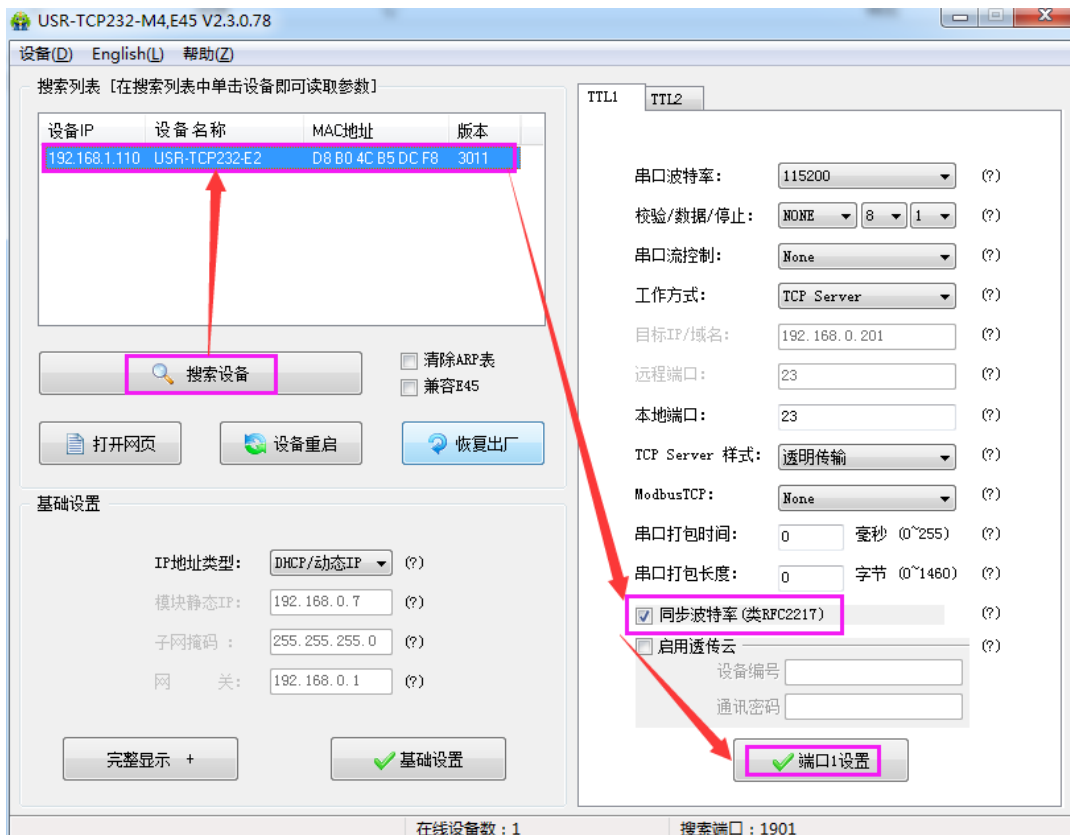 USR-TCP232-M4,E45 V2.3.0.78
设备(D) English(L) 帮助(Z)
搜索列表 [在搜索列表中单击设备即可读取参数]
设备IP 设备名称 MAC地址 版本
192.168.1.110 USR-TCP232-E2 D8 B0 4C B5 DC F8 3011
搜索设备
清除ARP表
兼容E45
打开网页 设备重启 恢复出厂
基础设置
IP地址类型: DHCP/动态IP (?)
模块静态IP: 192.168.0.7 (?)
子网掩码 : 255.255.255.0 (?)
网 关: 192.168.0.1 (?)
完整显示 + 基础设置
TTL1 TTL2
串口波特率: 115200 (?)
校验/数据/停止: NONE 8 1 (?)
串口流控制: None (?)
工作方式: TCP Server (?)
目标IP/域名: 192.168.0.201 (?)
远程端口: 23 (?)
本地端口: 23 (?)
TCP Server 样式: 透明传输 (?)
ModbusTCP: None (?)
串口打包时间: 0 毫秒 (0~255) (?)
串口打包长度: 0 字节 (0~1460) (?)
同步波特率(类RFC2217) (?)
启用透传云 (?)
设备编号
通讯密码
端口1设置
在线设备数:1 搜索端口:1901